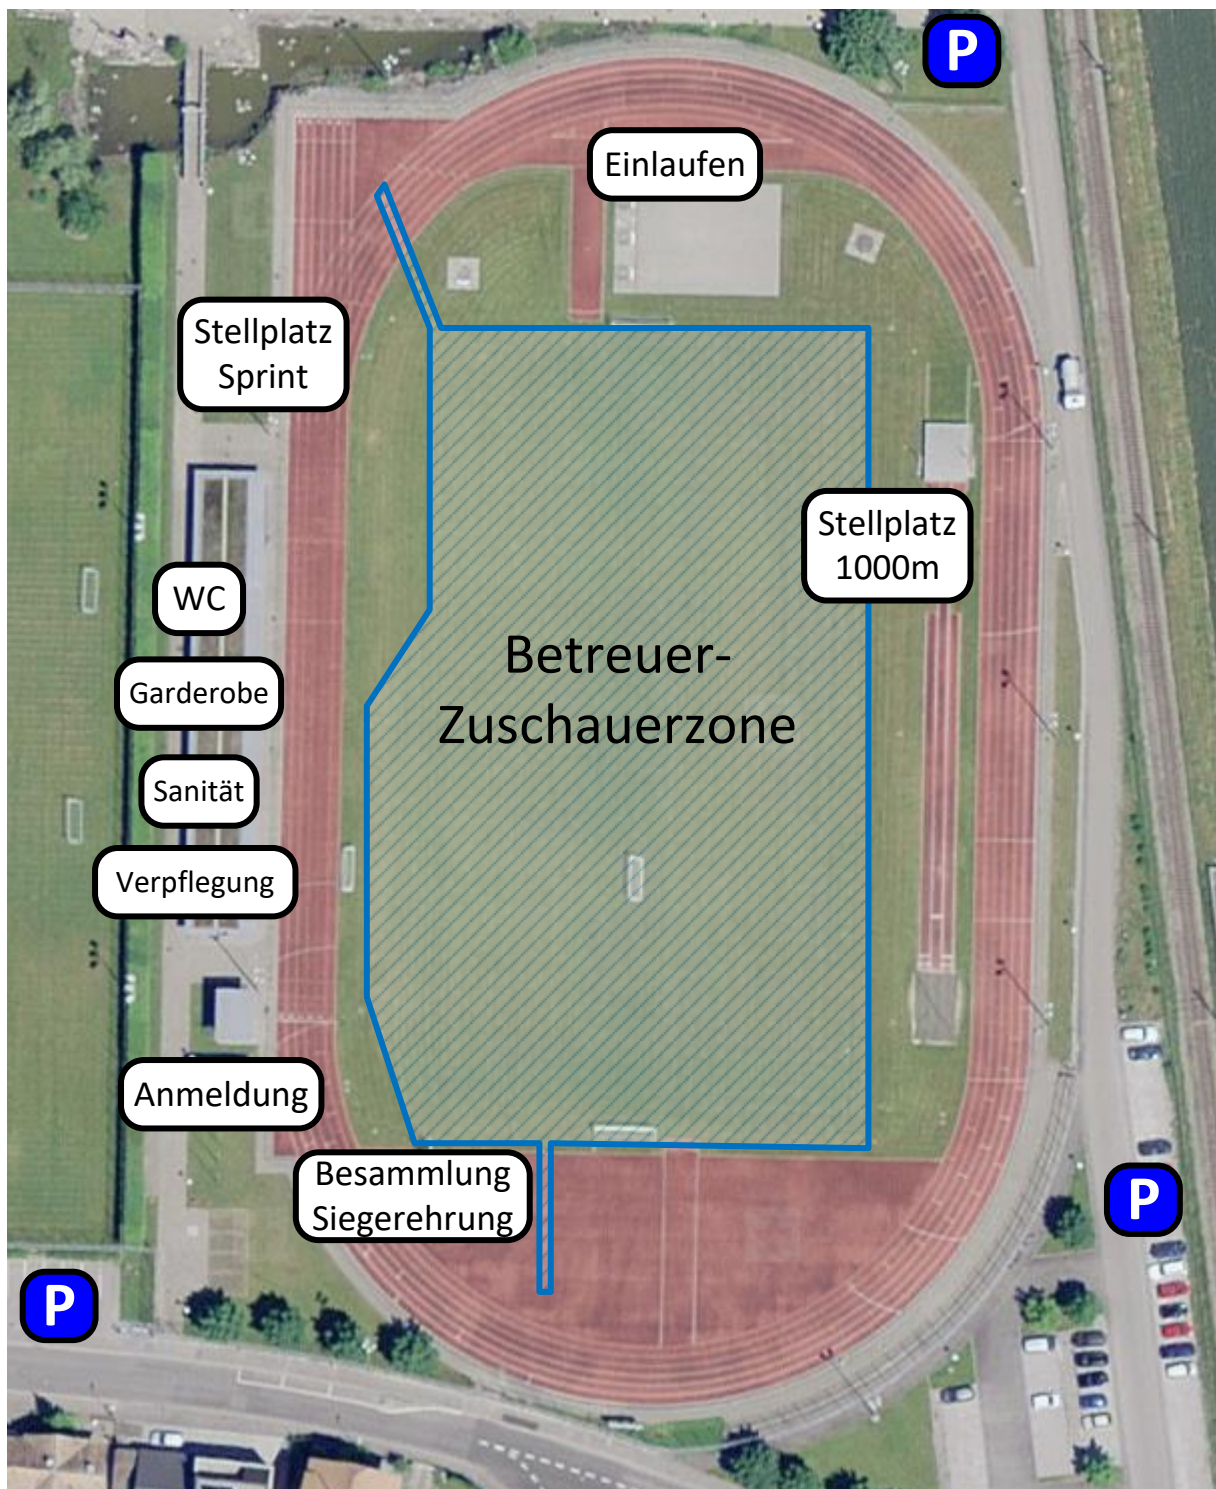 P
Einlaufen
Stellplatz
Sprint
Stellplatz
1000m
WC
Betreuer-
Zuschauerzone
Garderobe
Sanität
Verpflegung
Anmeldung
Besammlung
Siegerehrung
P
P